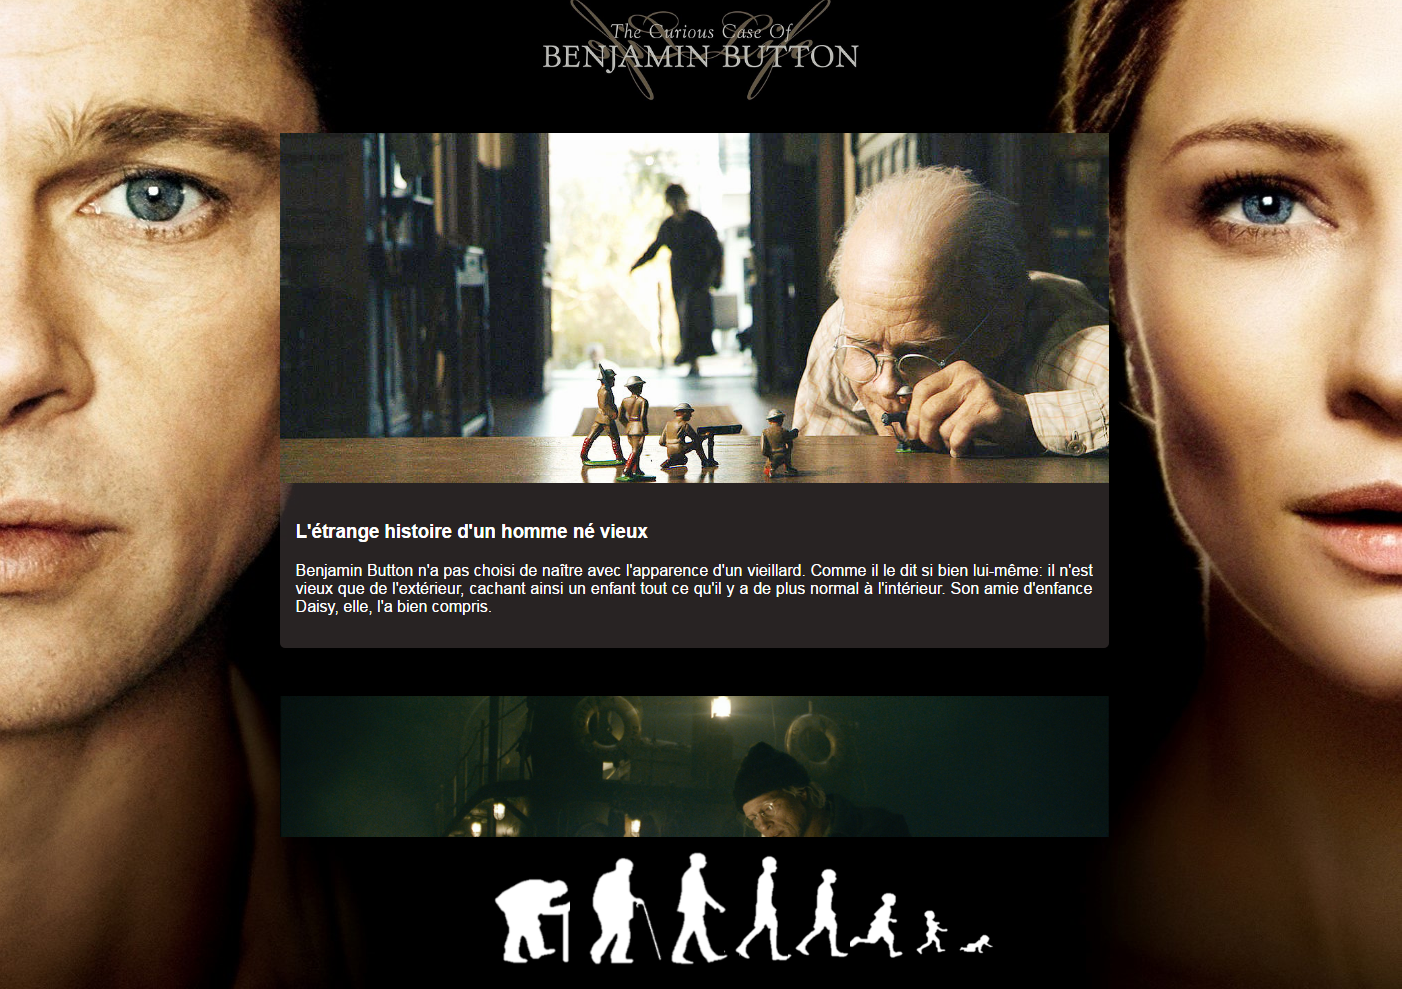 The Curious Case Of
BENJAMIN BUTTON
L'étrange histoire d'un homme né vieux
Benjamin Button n'a pas choisi de naître avec l'apparence d'un vieillard. Comme il le dit si bien lui-même: il n'est
vieux que de l'extérieur, cachant ainsi un enfant tout ce qu'il y a de plus normal à l'intérieur. Son amie d'enfance
Daisy, elle, l'a bien compris.